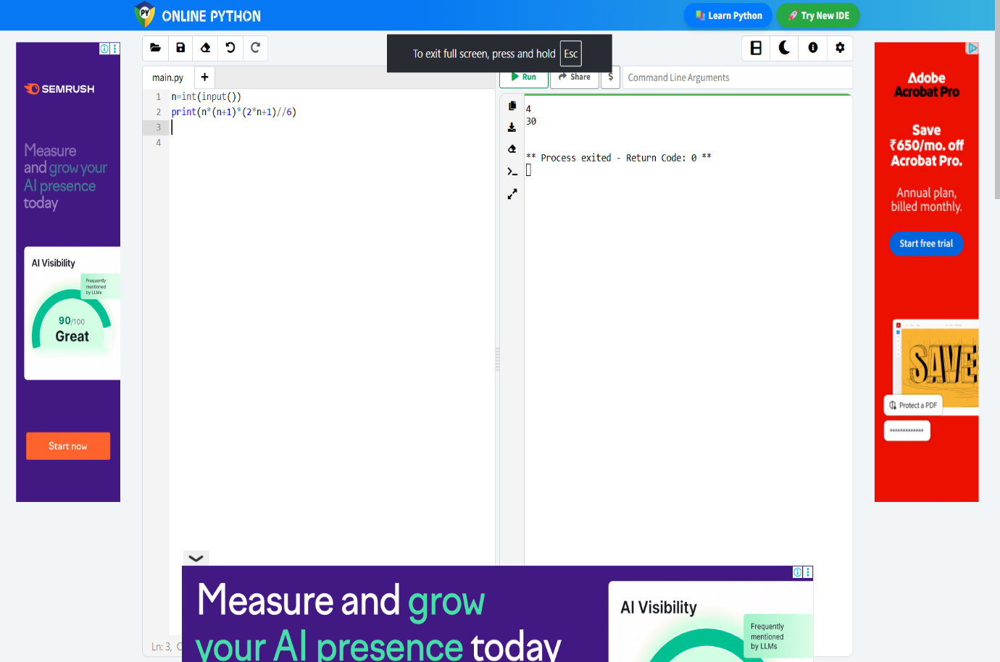 PY ONLINE PYTHON
Learn Python
Try New IDE
To exit full screen, press and hold Esc
main.py
+
Run
Share
$
Command Line Arguments
1 n=int(input())
2 print(n*(n+1)*(2*n+1)//6)
3
4
4
30
** Process exited - Return Code: 0 **
SEMRUSH
Measure
and grow your
AI presence
today
AI Visibility
Frequently
mentioned
by LLMs
90/100
Great
Start now
Adobe
Acrobat Pro
Save
₹650/mo. off
Acrobat Pro.
Annual plan,
billed monthly.
Start free trial
SAVE
Protect a PDF
*************
Measure and grow
your AI presence today
AI Visibility
Frequently
mentioned
by LLMs
Ln: 3,